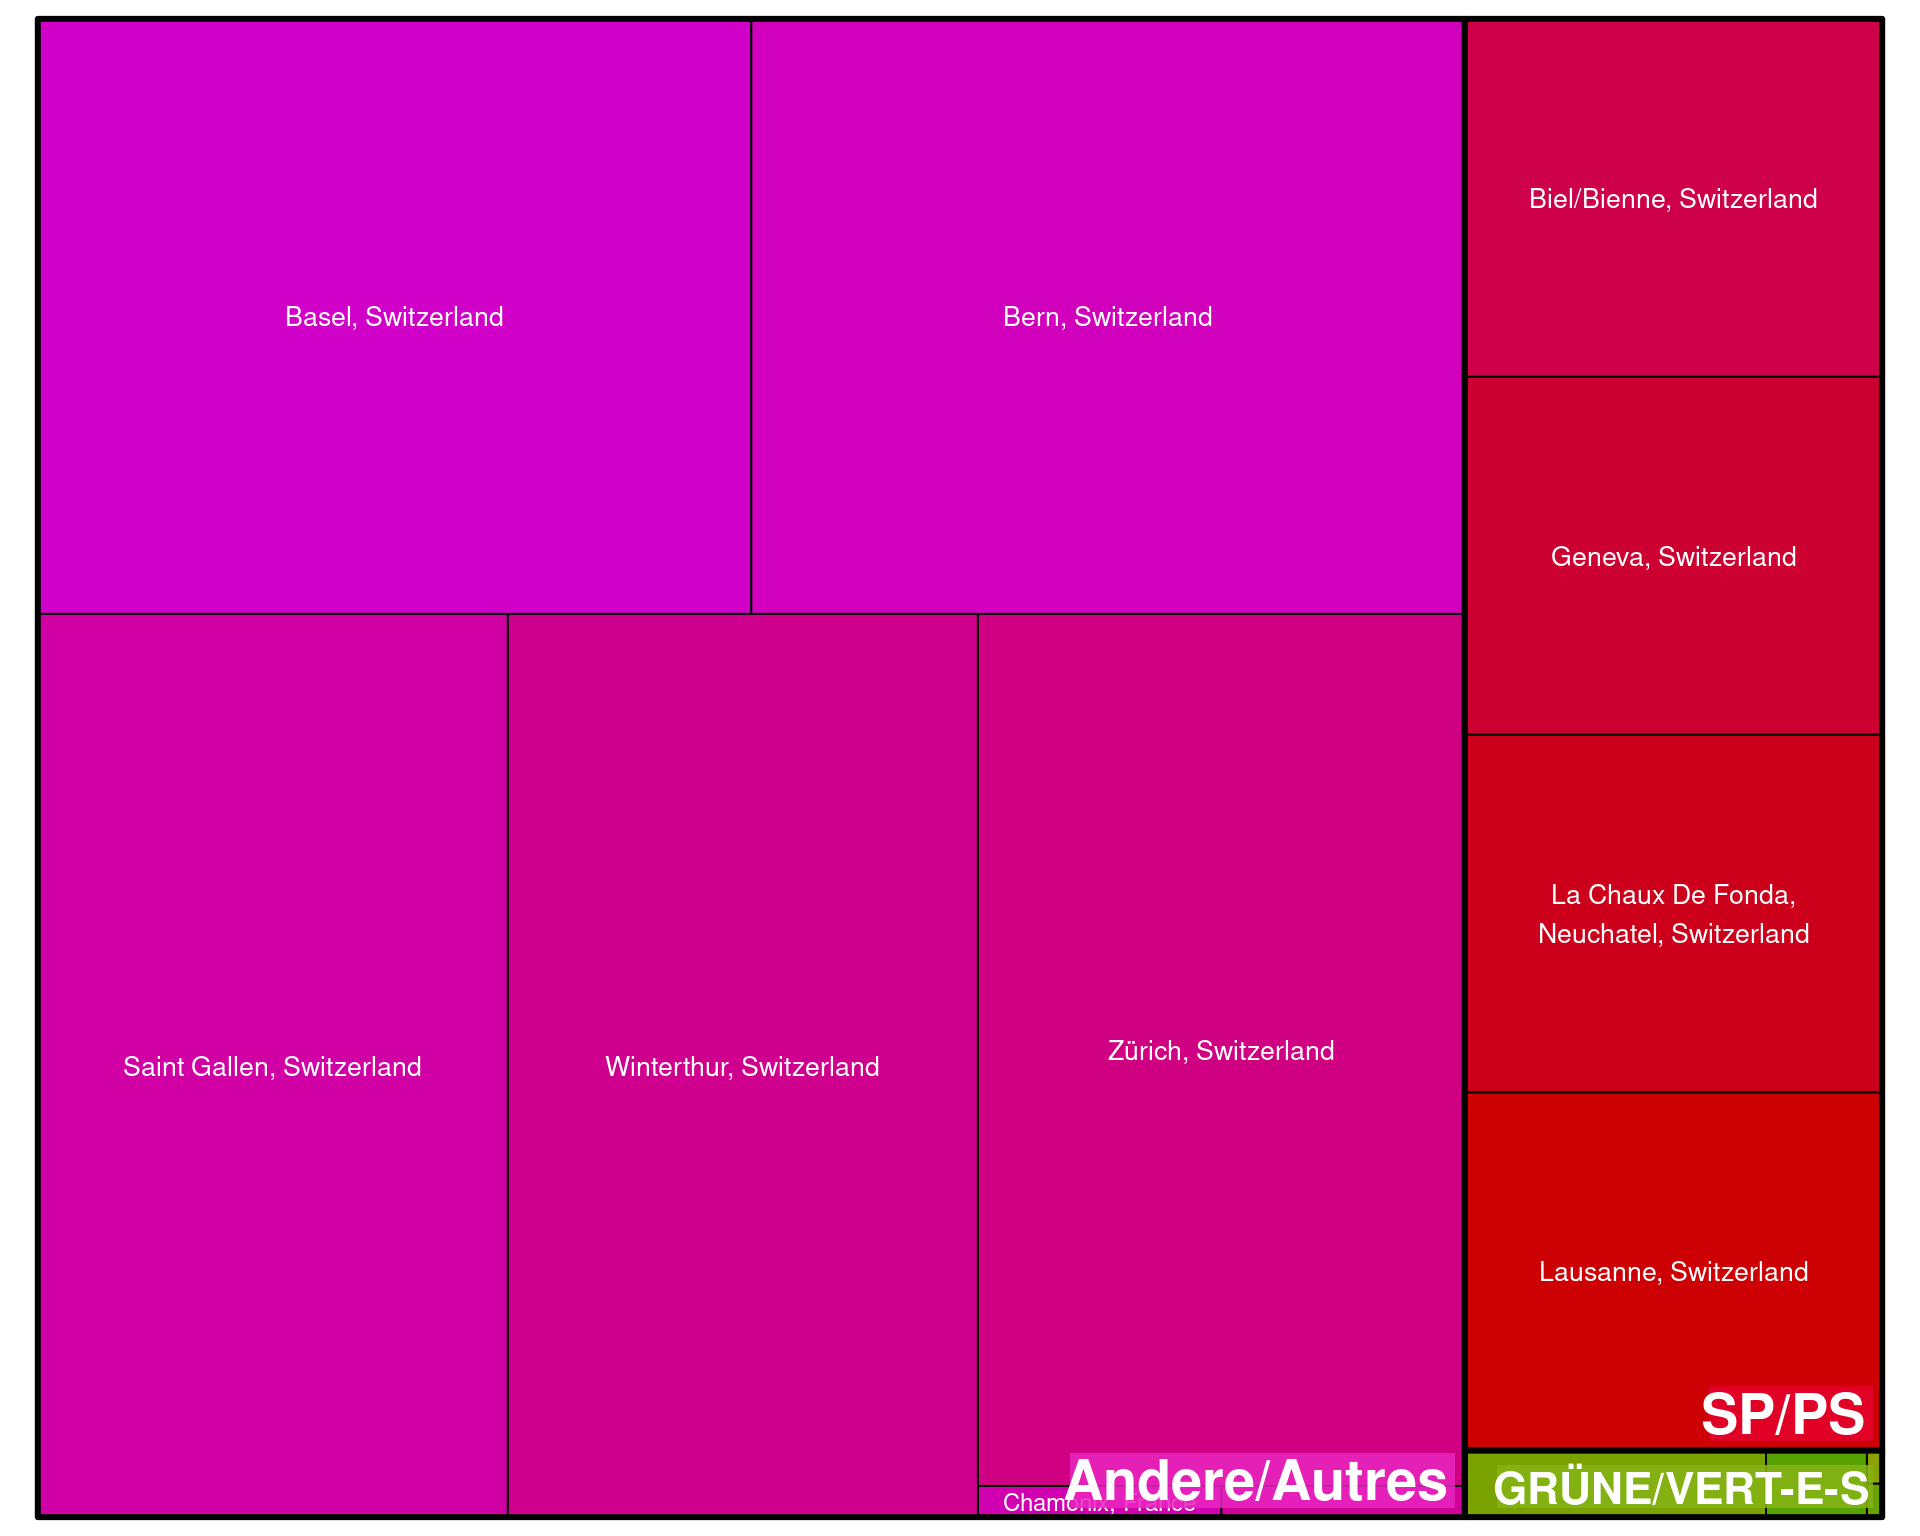 Basel, Switzerland
Bern, Switzerland
Biel/Bienne, Switzerland
Geneva, Switzerland
La Chaux De Fonda,
Neuchatel, Switzerland
Saint Gallen, Switzerland
Winterthur, Switzerland
Zürich, Switzerland
Lausanne, Switzerland
SP/PS
Andere/Autres
Chamonix, France
GRÜNE/VERT-E-S